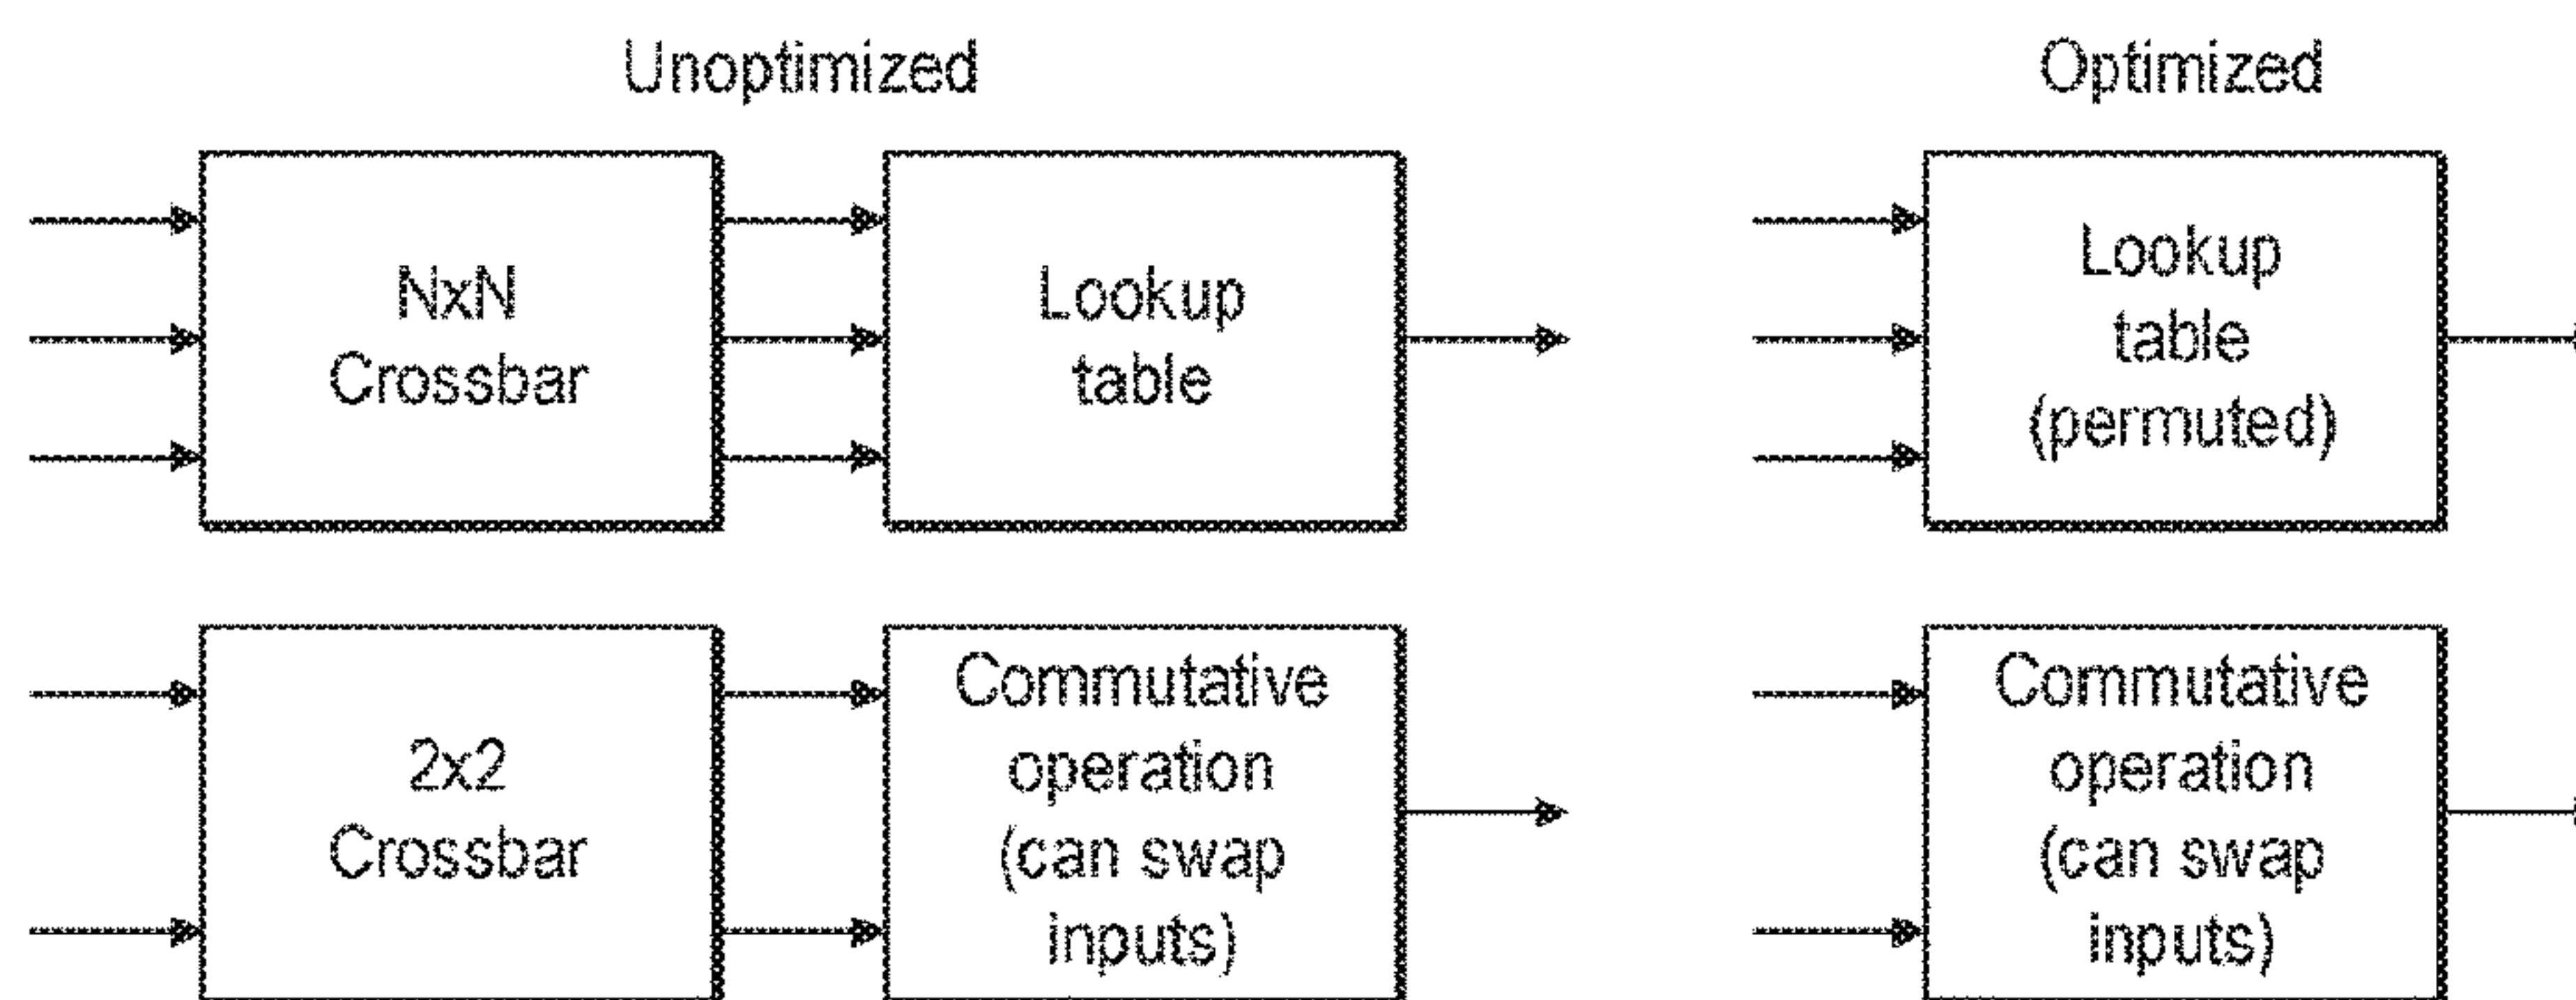 Unoptimized
Optimized
NxN
Crossbar
Lookup
table
Lookup
table
(permuted)
2x2
Crossbar
Commutative
operation
(can swap
inputs)
Commutative
operation
(can swap
inputs)